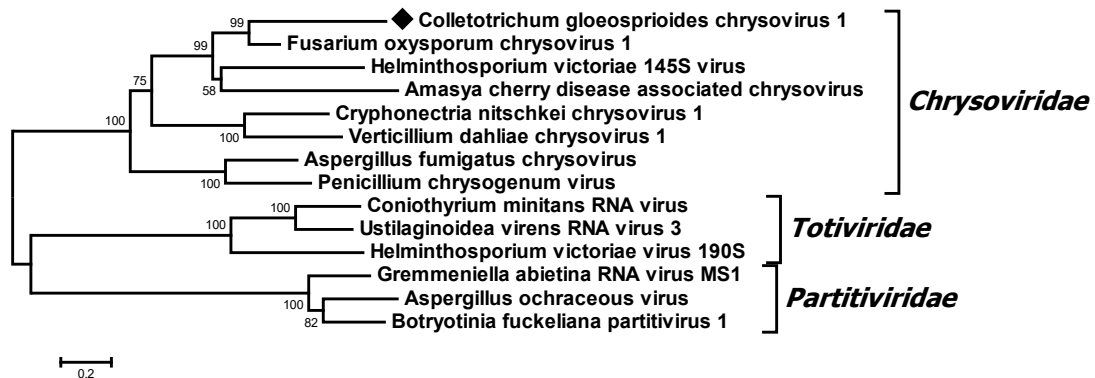 99
Colletotrichum gloeosprioides chrysovirus 1
Fusarium oxysporum chrysovirus 1
99
Helminthosporium victoriae 145S virus
58
Amasya cherry disease associated chrysovirus
75
Chrysoviridae
Cryphonectria nitschkei chrysovirus 1
100
Verticillium dahliae chrysovirus 1
100
Aspergillus fumigatus chrysovirus
100
Penicillium chrysogenum virus
100
Coniothyrium minitans RNA virus
100
Ustilaginoidea virens RNA virus 3
Totiviridae
Helminthosporium victoriae virus 190S
Gremmeniella abietina RNA virus MS1
100
Aspergillus ochraceous virus
Partitiviridae
82
Botryotinia fuckeliana partitivirus 1
0.2